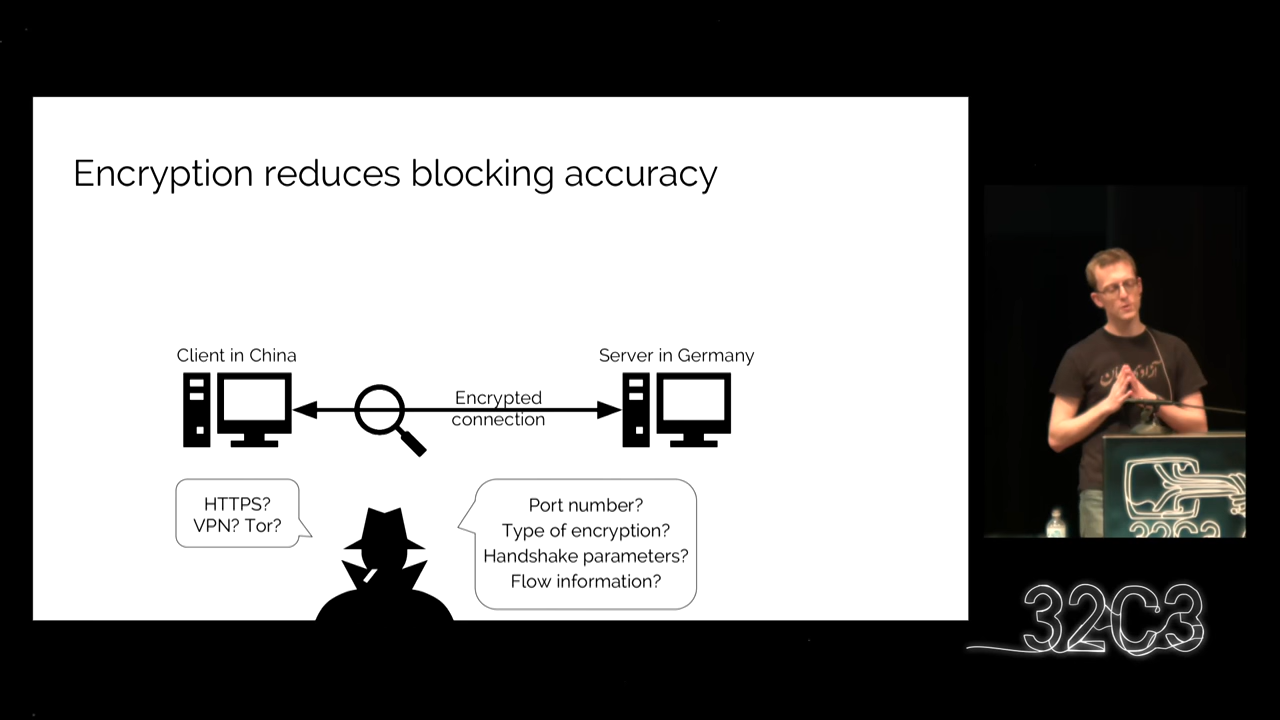 Encryption reduces blocking accuracy
Client in China
Server in Germany
Encrypted
connection
HTTPS?
VPN? Tor?
Port number?
Type of encryption?
Handshake parameters?
Flow information?
32C3
32C3